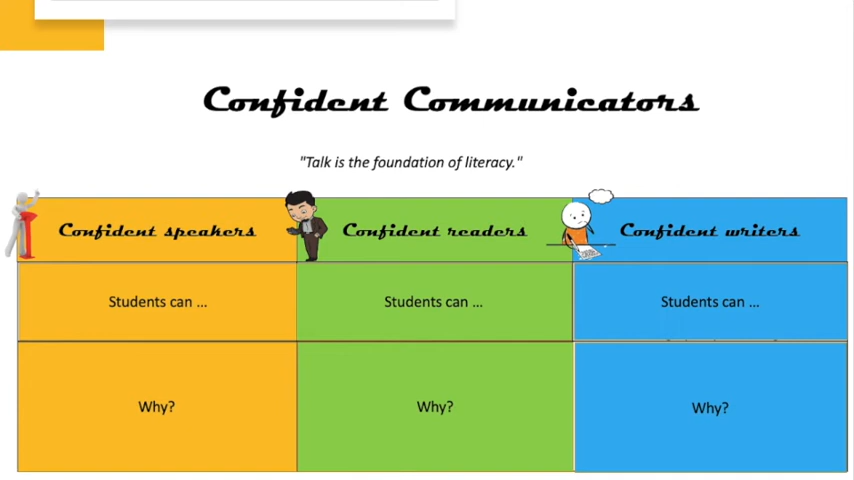 Confident Communicators
"Talk is the foundation of literacy."
Confident speakers
Confident readers
Confident writers
Students can ...
Students can ...
Students can ...
Why?
Why?
Why?